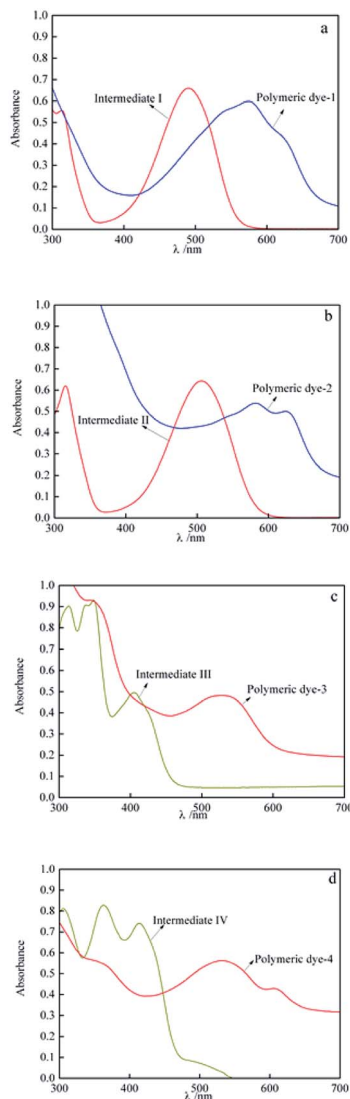 a
Intermediate I
Polymeric dye-1
Absorbance
1.0
0.9
0.8
0.7
0.6
0.5
0.4
0.3
0.2
0.1
0.0
300 400 500 600 700
λ /nm
b
Intermediate II
Polymeric dye-2
Absorbance
1.0
0.9
0.8
0.7
0.6
0.5
0.4
0.3
0.2
0.1
0.0
300 400 500 600 700
λ /nm
c
Intermediate III
Polymeric dye-3
Absorbance
1.0
0.9
0.8
0.7
0.6
0.5
0.4
0.3
0.2
0.1
0.0
300 400 500 600 700
λ /nm
d
Intermediate IV
Polymeric dye-4
Absorbance
1.0
0.9
0.8
0.7
0.6
0.5
0.4
0.3
0.2
0.1
0.0
300 400 500 600 700
λ /nm